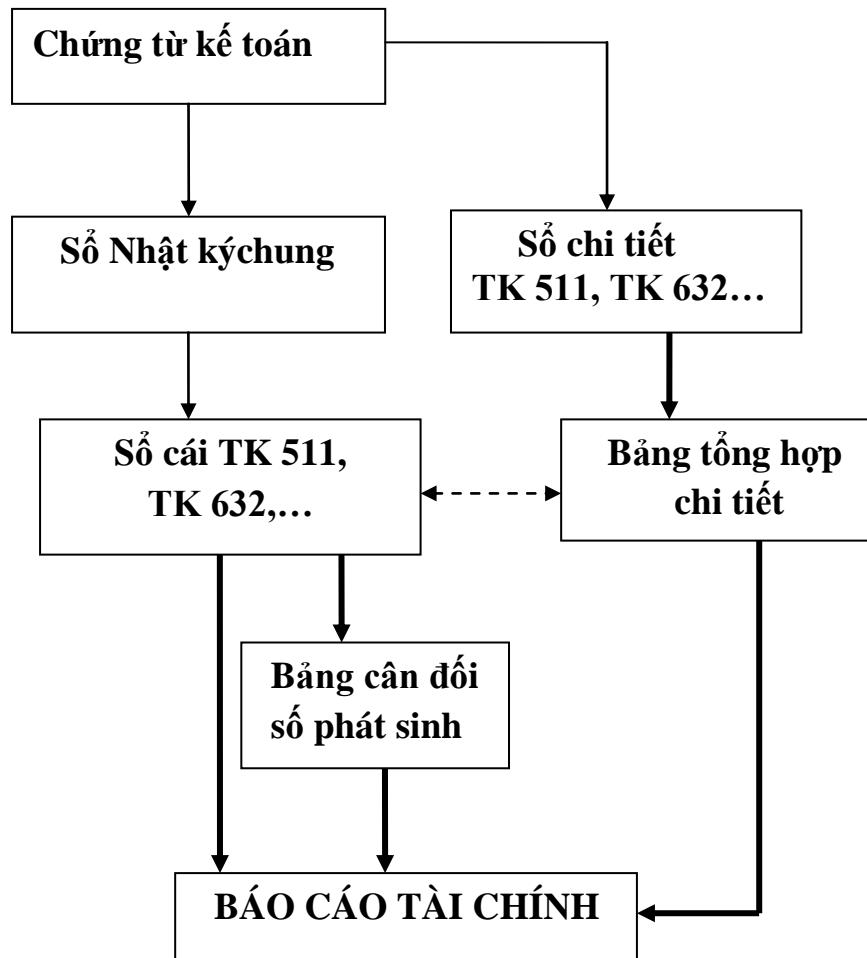 Chứng từ kế toán
Sổ Nhật kýchung
Sổ chi tiết
TK 511, TK 632…
Sổ cái TK 511,
TK 632,…
Bảng tổng hợp
chi tiết
Bảng cân đối
số phát sinh
BÁO CÁO TÀI CHÍNH